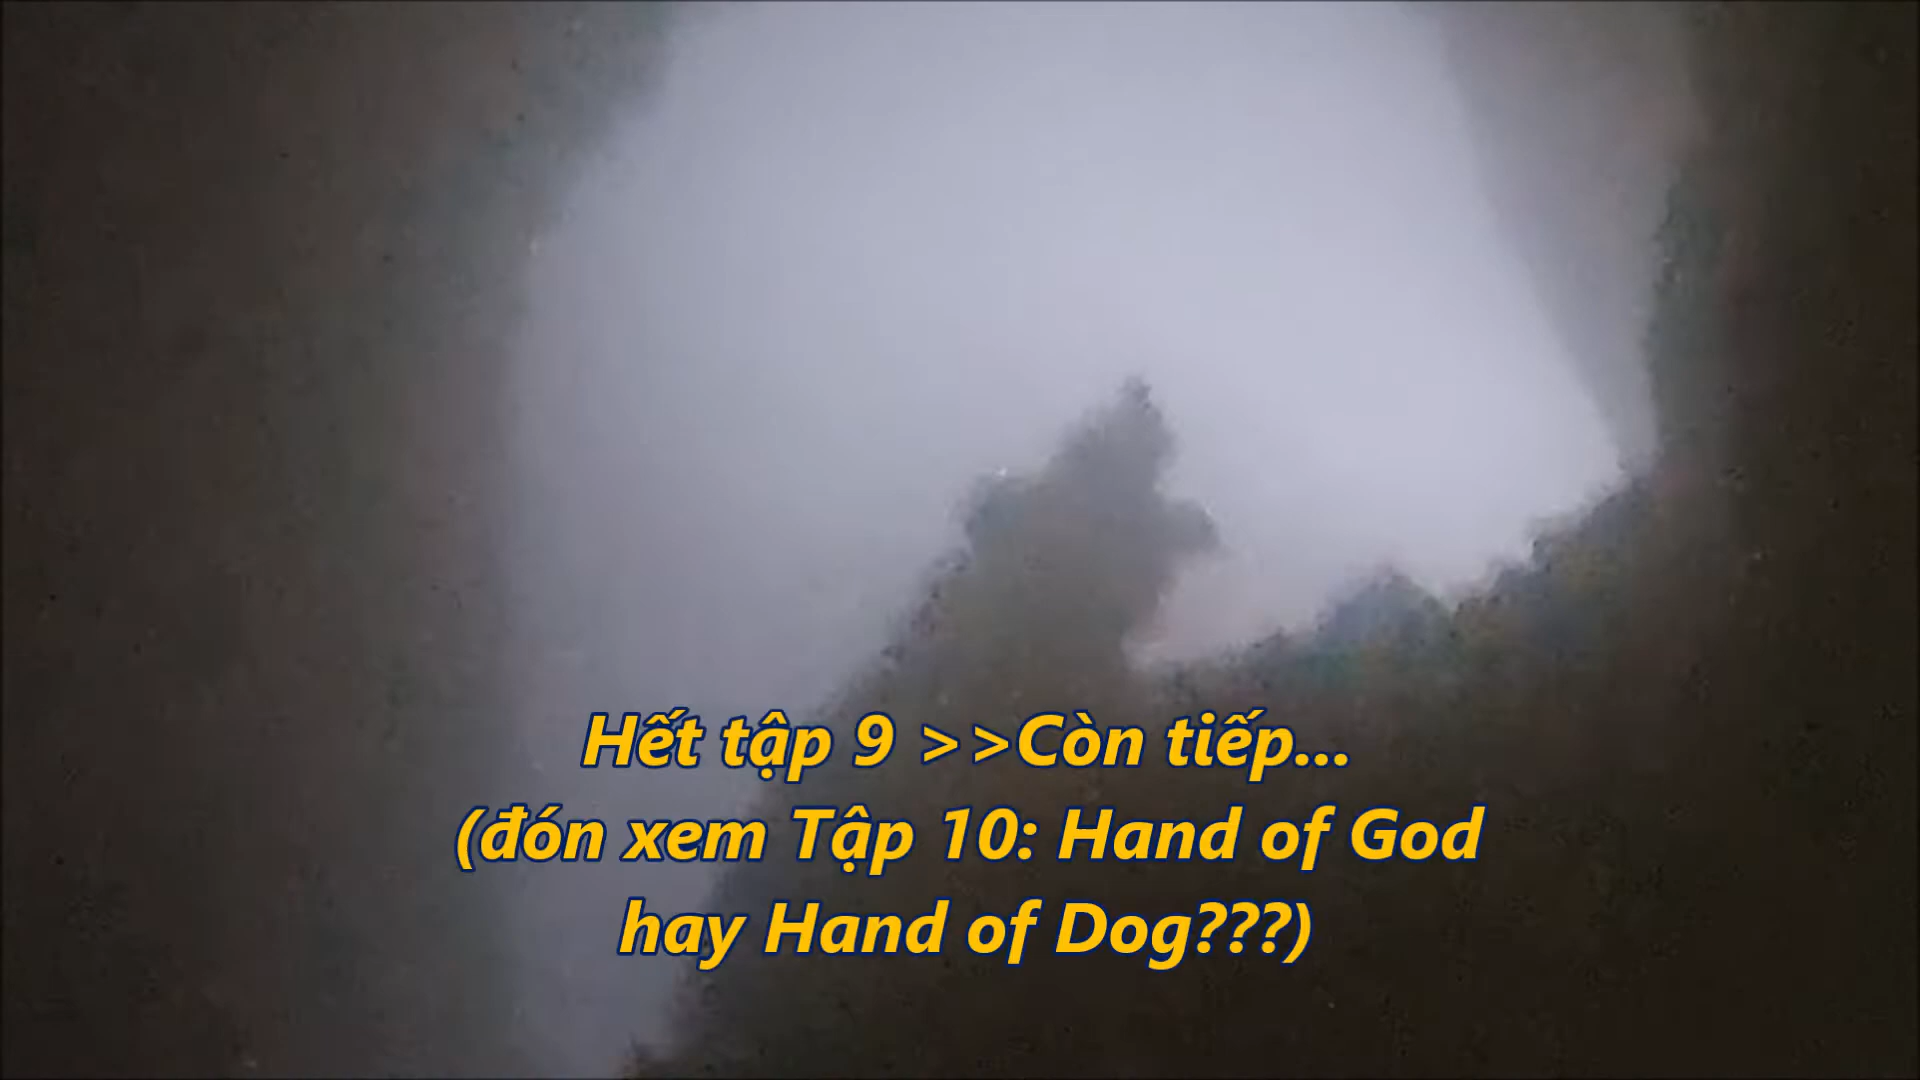 Hết tập 9 >>Còn tiếp...
(đón xem Tập 10: Hand of God
hay Hand of Dog???)